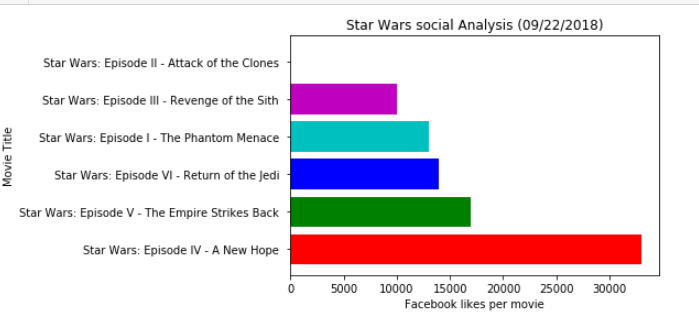 Star Wars social Analysis (09/22/2018)
Movie Title
Star Wars: Episode II - Attack of the Clones
Star Wars: Episode III - Revenge of the Sith
Star Wars: Episode I - The Phantom Menace
Star Wars: Episode VI - Return of the Jedi
Star Wars: Episode V - The Empire Strikes Back
Star Wars: Episode IV - A New Hope
0 5000 10000 15000 20000 25000 30000
Facebook likes per movie